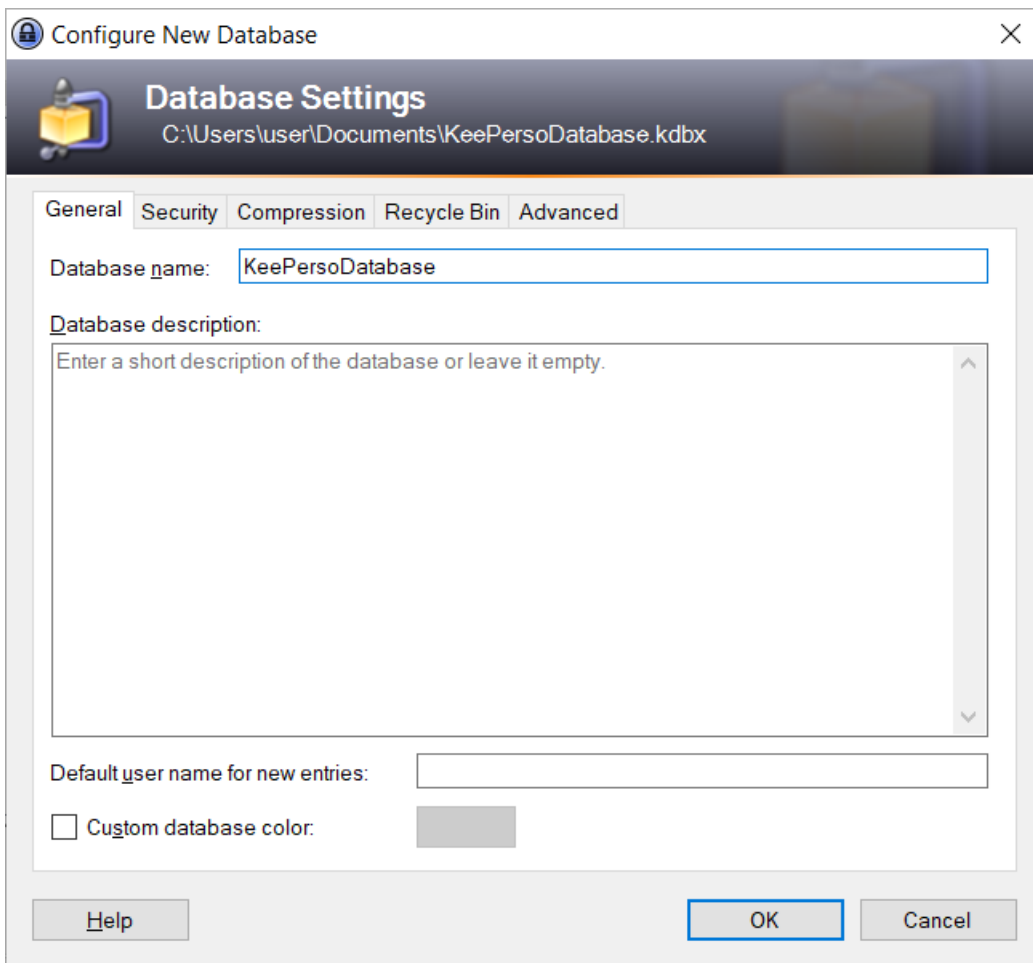 Configure New Database
Database Settings
C:\Users\user\Documents\KeePersoDatabase.kdbx
General Security Compression Recycle Bin Advanced
Database name: KeePersoDatabase
Database description:
Enter a short description of the database or leave it empty.
Default user name for new entries:
Custom database color:
Help OK Cancel